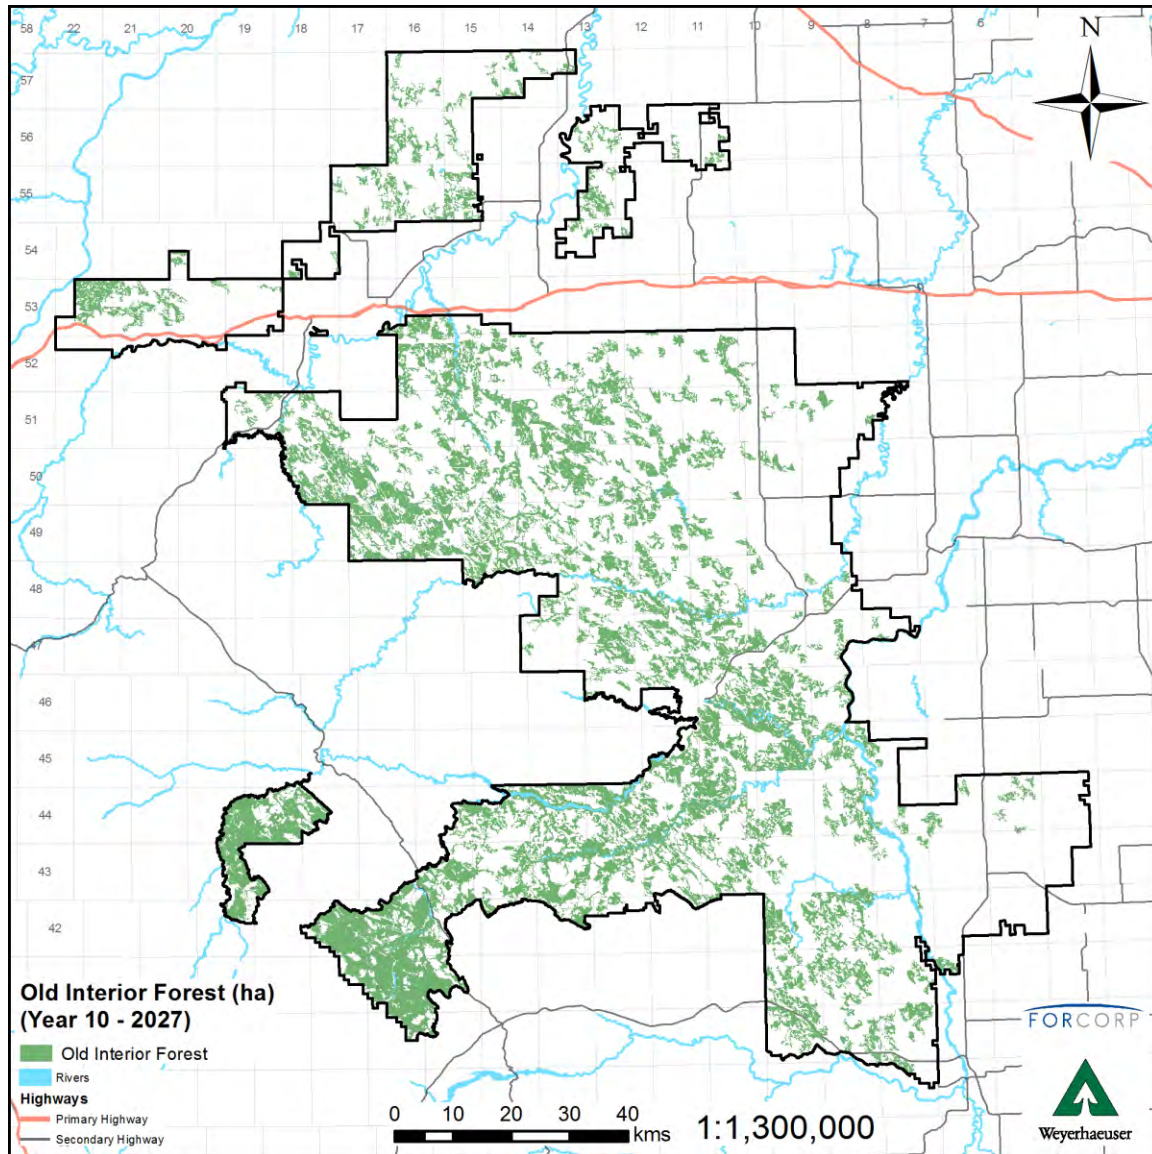 58 22 21 20 19 18 17 16 15 14 13 12 11 10 9 8 7 6
N
57
56
55
54
53
52
51
50
49
48
47
46
45
44
43
42
Old Interior Forest (ha)
(Year 10 - 2027)
Old Interior Forest
Rivers
Highways
Primary Highway
Secondary Highway
0 10 20 30 40
kms
1:1,300,000
FORCORP
Weyerhaeuser